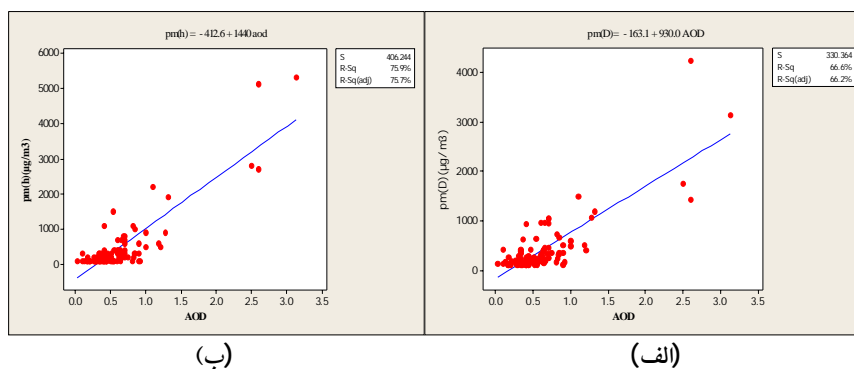 pm(h) = - 412.6 + 1440 aod
S 406.244
R-Sq 75.9%
R-Sq(adj) 75.7%
6000
5000
4000
3000
2000
1000
0
pm(h)(µg/m3)
0.0 0.5 1.0 1.5 2.0 2.5 3.0 3.5
AOD
(ب)
pm(D)= - 163.1 + 930.0 AOD
S 330.364
R-Sq 66.6%
R-Sq(adj) 66.2%
4000
3000
2000
1000
0
pm(D)(µg/m3)
0.0 0.5 1.0 1.5 2.0 2.5 3.0 3.5
AOD
(الف)